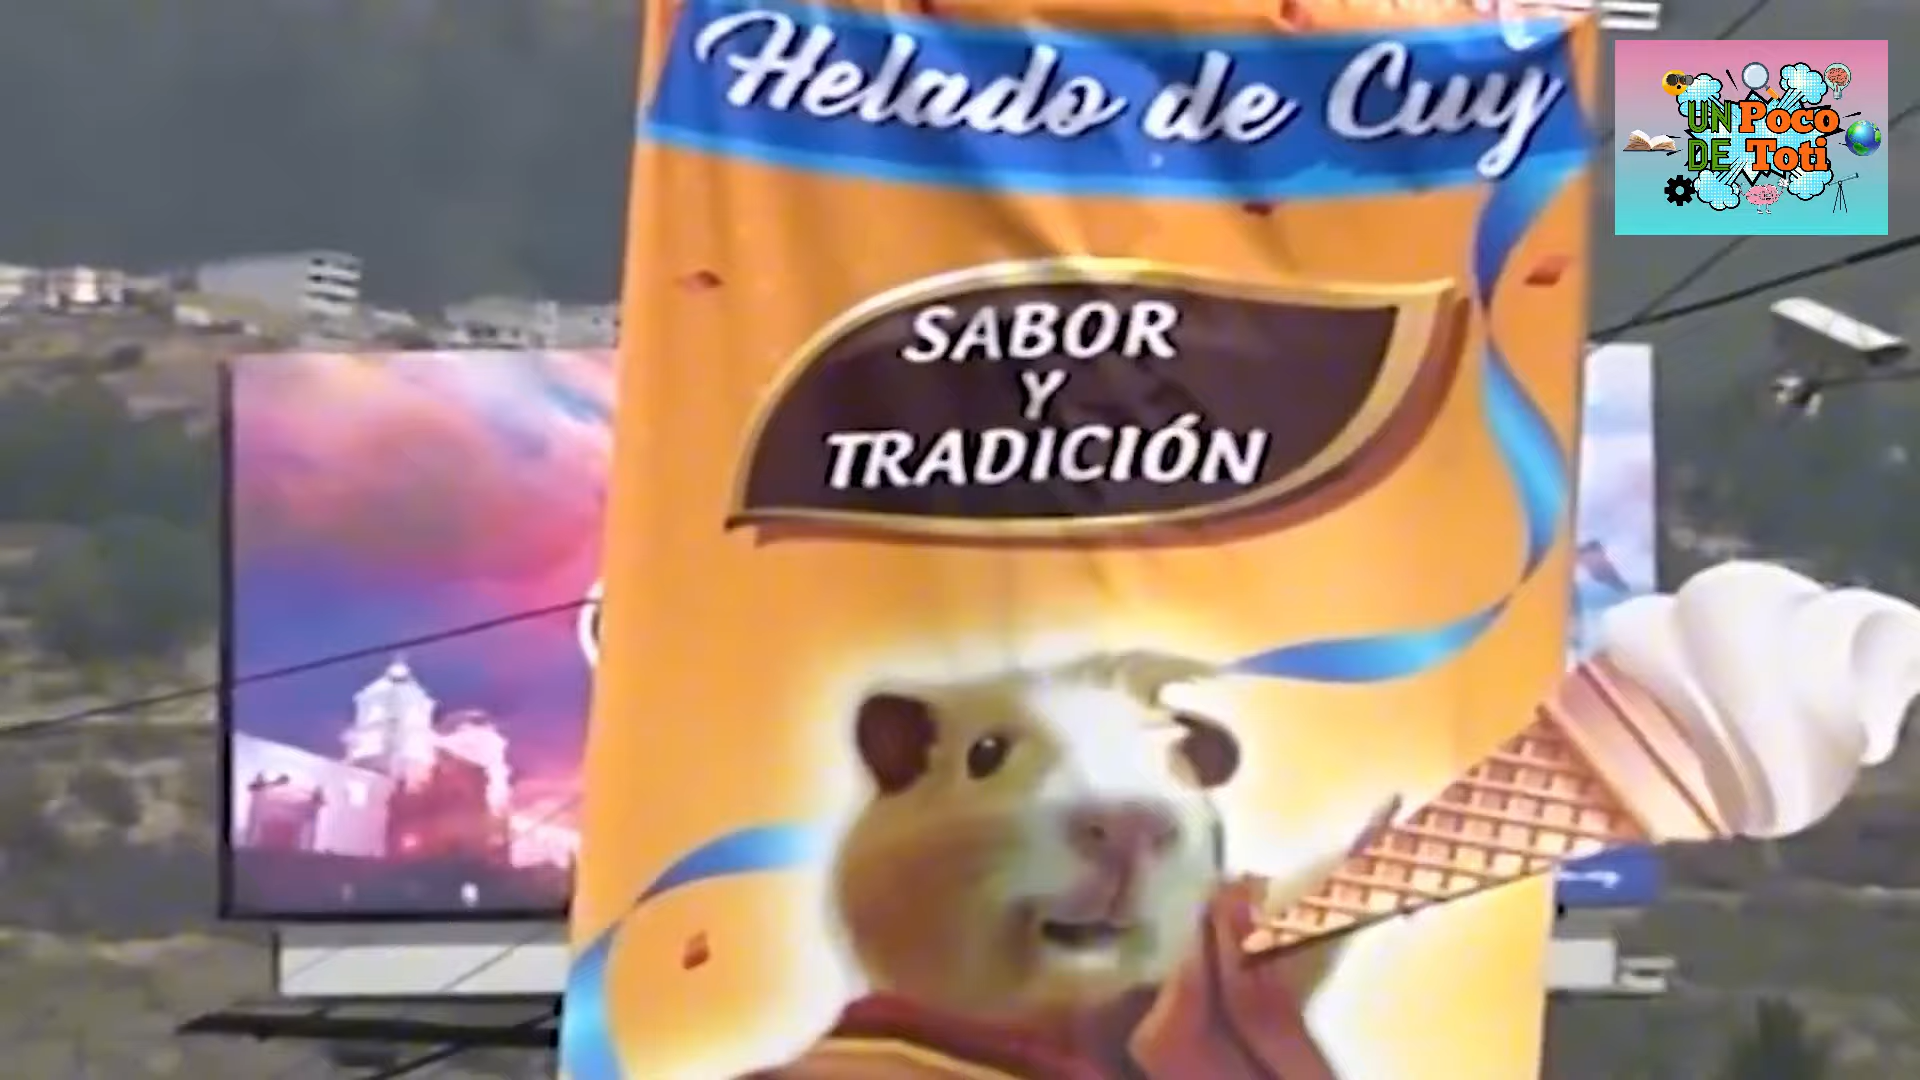 Helado de Cuy
SABOR
Y
TRADICIÓN
UN Poco
DE Toti